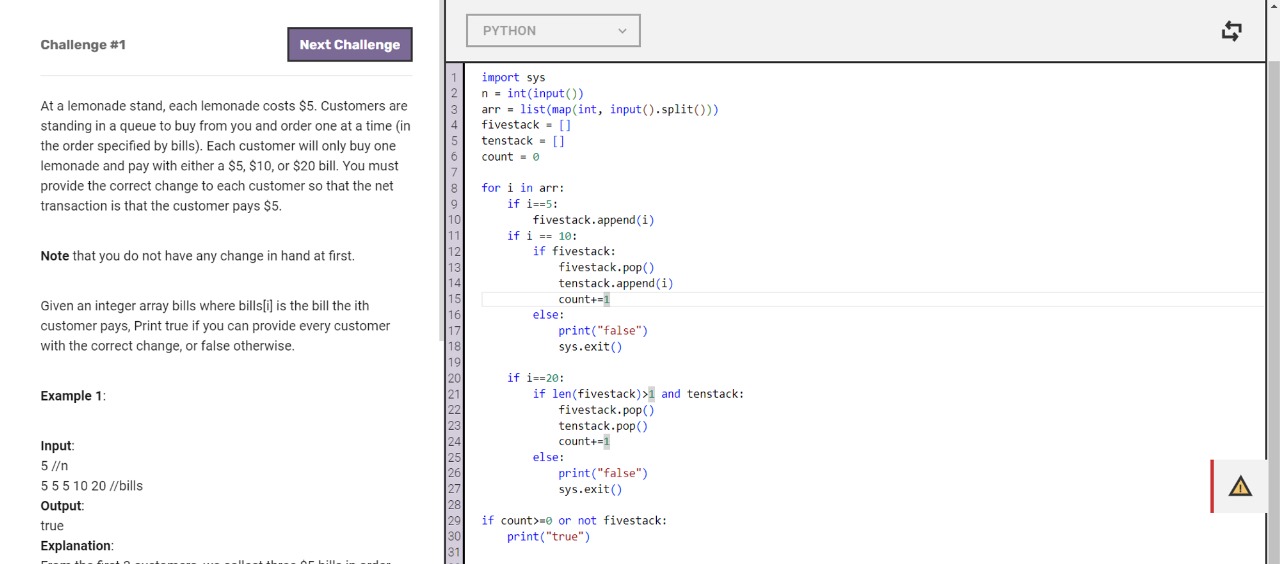 Challenge #1
Next Challenge
At a lemonade stand, each lemonade costs $5. Customers are
standing in a queue to buy from you and order one at a time (in
the order specified by bills). Each customer will only buy one
lemonade and pay with either a $5, $10, or $20 bill. You must
provide the correct change to each customer so that the net
transaction is that the customer pays $5.
Note that you do not have any change in hand at first.
Given an integer array bills where bills[i] is the bill the ith
customer pays, Print true if you can provide every customer
with the correct change, or false otherwise.
Example 1:
Input:
5 //n
5 5 5 10 20 //bills
Output:
true
Explanation:
PYTHON
1 import sys
2 n = int(input())
3 arr = list(map(int, input().split()))
4 fivestack = []
5 tenstack = []
6 count = 0
7
8 for i in arr:
9     if i==5:
10         fivestack.append(i)
11     if i == 10:
12         if fivestack:
13             fivestack.pop()
14             tenstack.append(i)
15             count+=1
16         else:
17             print("false")
18             sys.exit()
19
20     if i==20:
21         if len(fivestack)>1 and tenstack:
22             fivestack.pop()
23             tenstack.pop()
24             count+=1
25         else:
26             print("false")
27             sys.exit()
28
29 if count>=0 or not fivestack:
30     print("true")
31